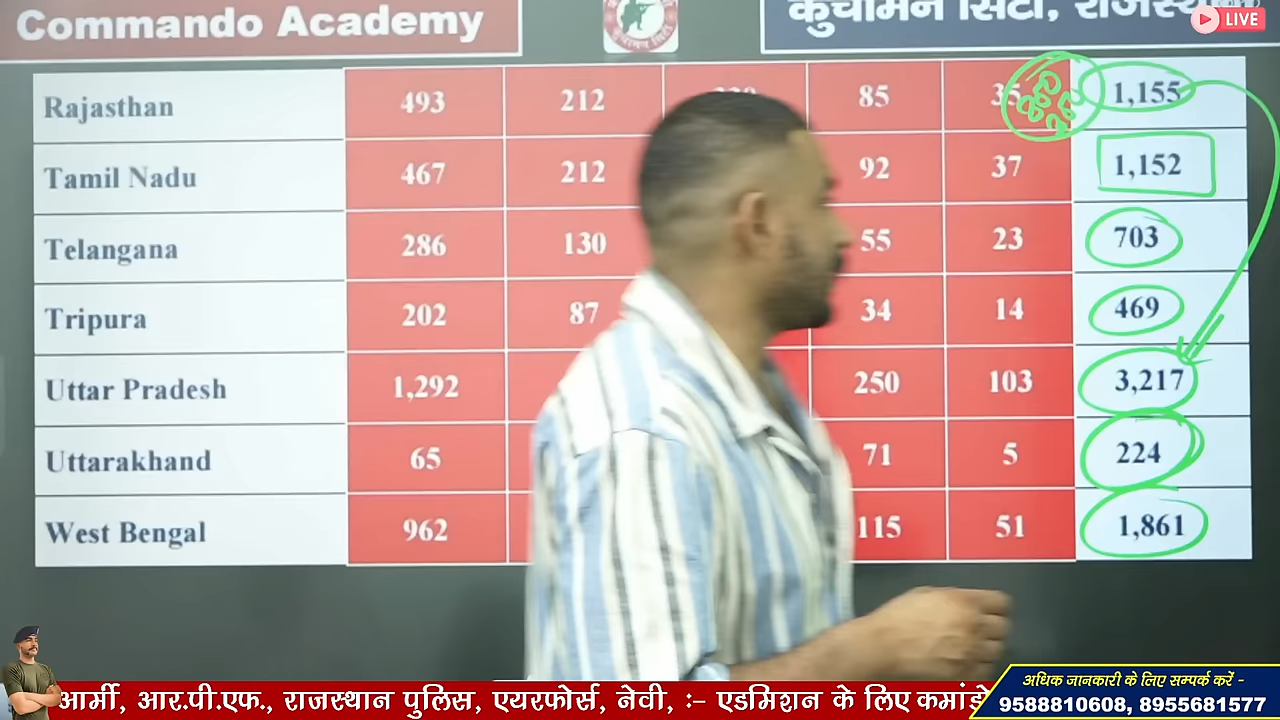 Commando Academy
कुचामन सिटी, राजस्थान
LIVE
Rajasthan 493 212 85 35 1,155
Tamil Nadu 467 212 92 37 1,152
Telangana 286 130 55 23 703
Tripura 202 87 34 14 469
Uttar Pradesh 1,292 250 103 3,217
Uttarakhand 65 71 5 224
West Bengal 962 115 51 1,861
आर्मी, आर.पी.एफ., राजस्थान पुलिस, एयरफोर्स, नेवी, :- एडमिशन के लिए कमांडो
अधिक जानकारी के लिए सम्पर्क करें -
9588810608, 8955681577